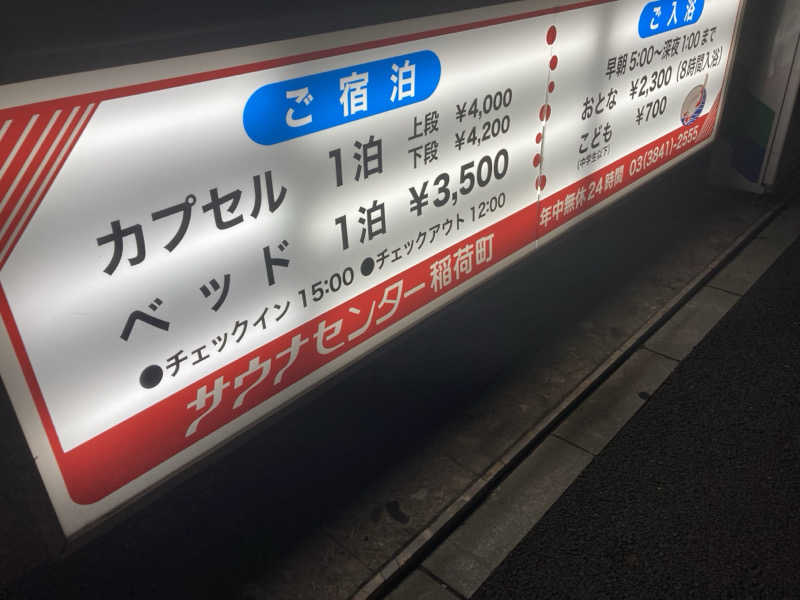 ご宿泊
カプセル 1泊 上段 ¥4,000
下段 ¥4,200
ベッド 1泊 ¥3,500
●チェックイン 15:00 ●チェックアウト 12:00
サウナセンター稲荷町
ご入浴
早朝5:00~深夜1:00まで
おとな ¥2,300 (8時間入浴)
こども ¥700
(中学生以下)
年中無休24時間 03(3841)-2555